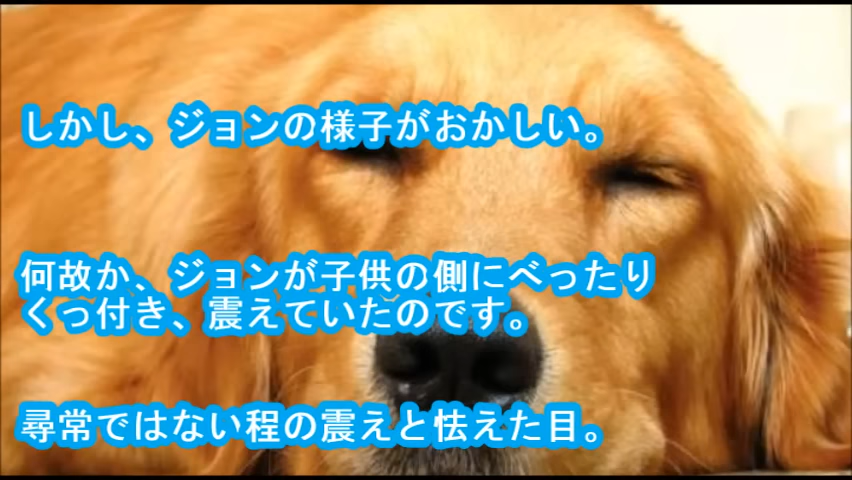 しかし、ジョンの様子がおかしい。
何故か、ジョンが子供の側にべったり
くっ付き、震えていたのです。
尋常ではない程の震えと怯えた目。